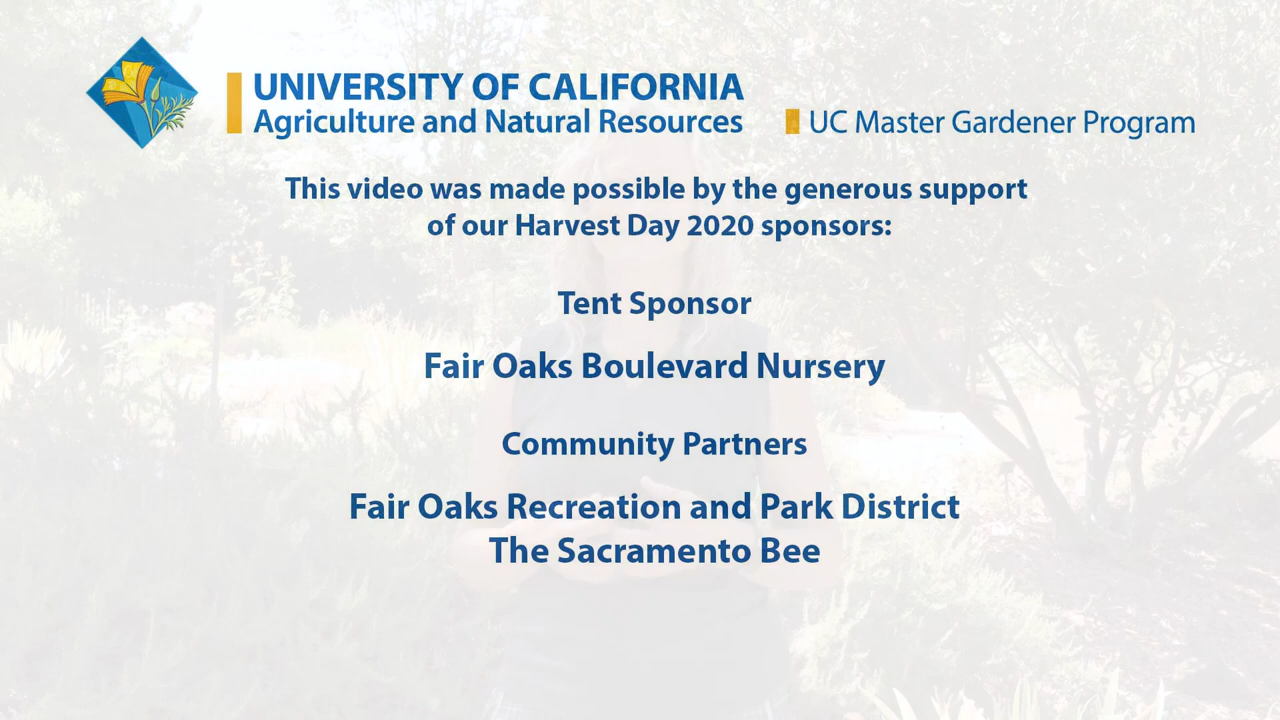 UNIVERSITY OF CALIFORNIA
Agriculture and Natural Resources
UC Master Gardener Program
This video was made possible by the generous support
of our Harvest Day 2020 sponsors:
Tent Sponsor
Fair Oaks Boulevard Nursery
Community Partners
Fair Oaks Recreation and Park District
The Sacramento Bee